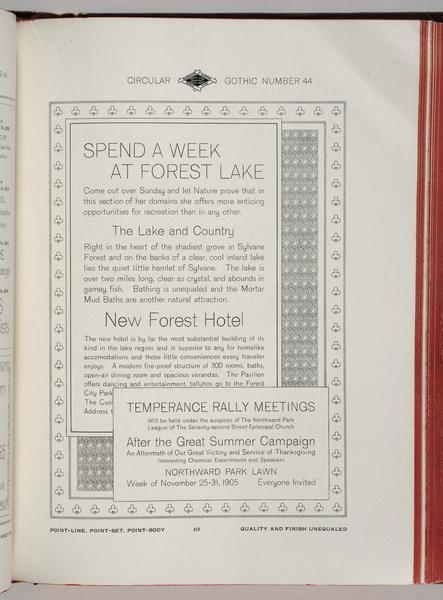 CIRCULAR GOTHIC NUMBER 44
SPEND A WEEK
AT FOREST LAKE
Come out over Sunday and let Nature prove that in
this section of her domains she offers more enticing
opportunities for recreation than in any other.
The Lake and Country
Right in the heart of the shadiest grove in Sylvane
Forest and on the banks of a clear, cool inland lake
lies the quiet little hamlet of Sylvane. The lake is
over two miles long, clear as crystal, and abounds in
gamey fish. Bathing is unequaled and the Mortar
Mud Baths are another natural attraction.
New Forest Hotel
The new hotel is by far the most substantial building of its
kind in the lake region and is superior to any for homelike
accomodations and those little conveniences every traveler
enjoys. A modern fire-proof structure of 300 rooms, baths,
open-air dining room and spacious verandas. The Pavilion
offers dancing and entertainment, tallyhos go to the Forest
City Park
The Cus
Address
TEMPERANCE RALLY MEETINGS
Will be held under the auspices of The Northward Park
League of The Seventy-second Street Episcopal Church
After the Great Summer Campaign
An Aftermath of Our Great Victory and Service of Thanksgiving
Interesting Chemical Experiments and Speakers
NORTHWARD PARK LAWN
Week of November 25-31, 1905 Everyone Invited
POINT-LINE, POINT-SET, POINT-BODY 423 QUALITY AND FINISH UNEQUALED